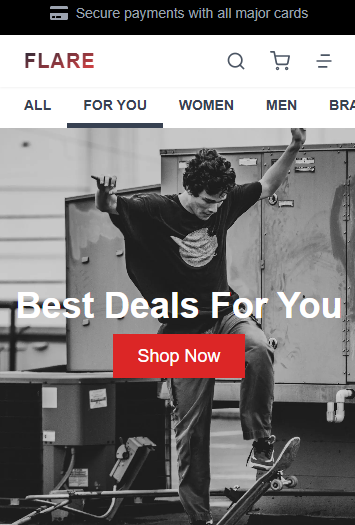 Secure payments with all major cards
FLARE
ALL FOR YOU WOMEN MEN BRA
Best Deals For You
Shop Now